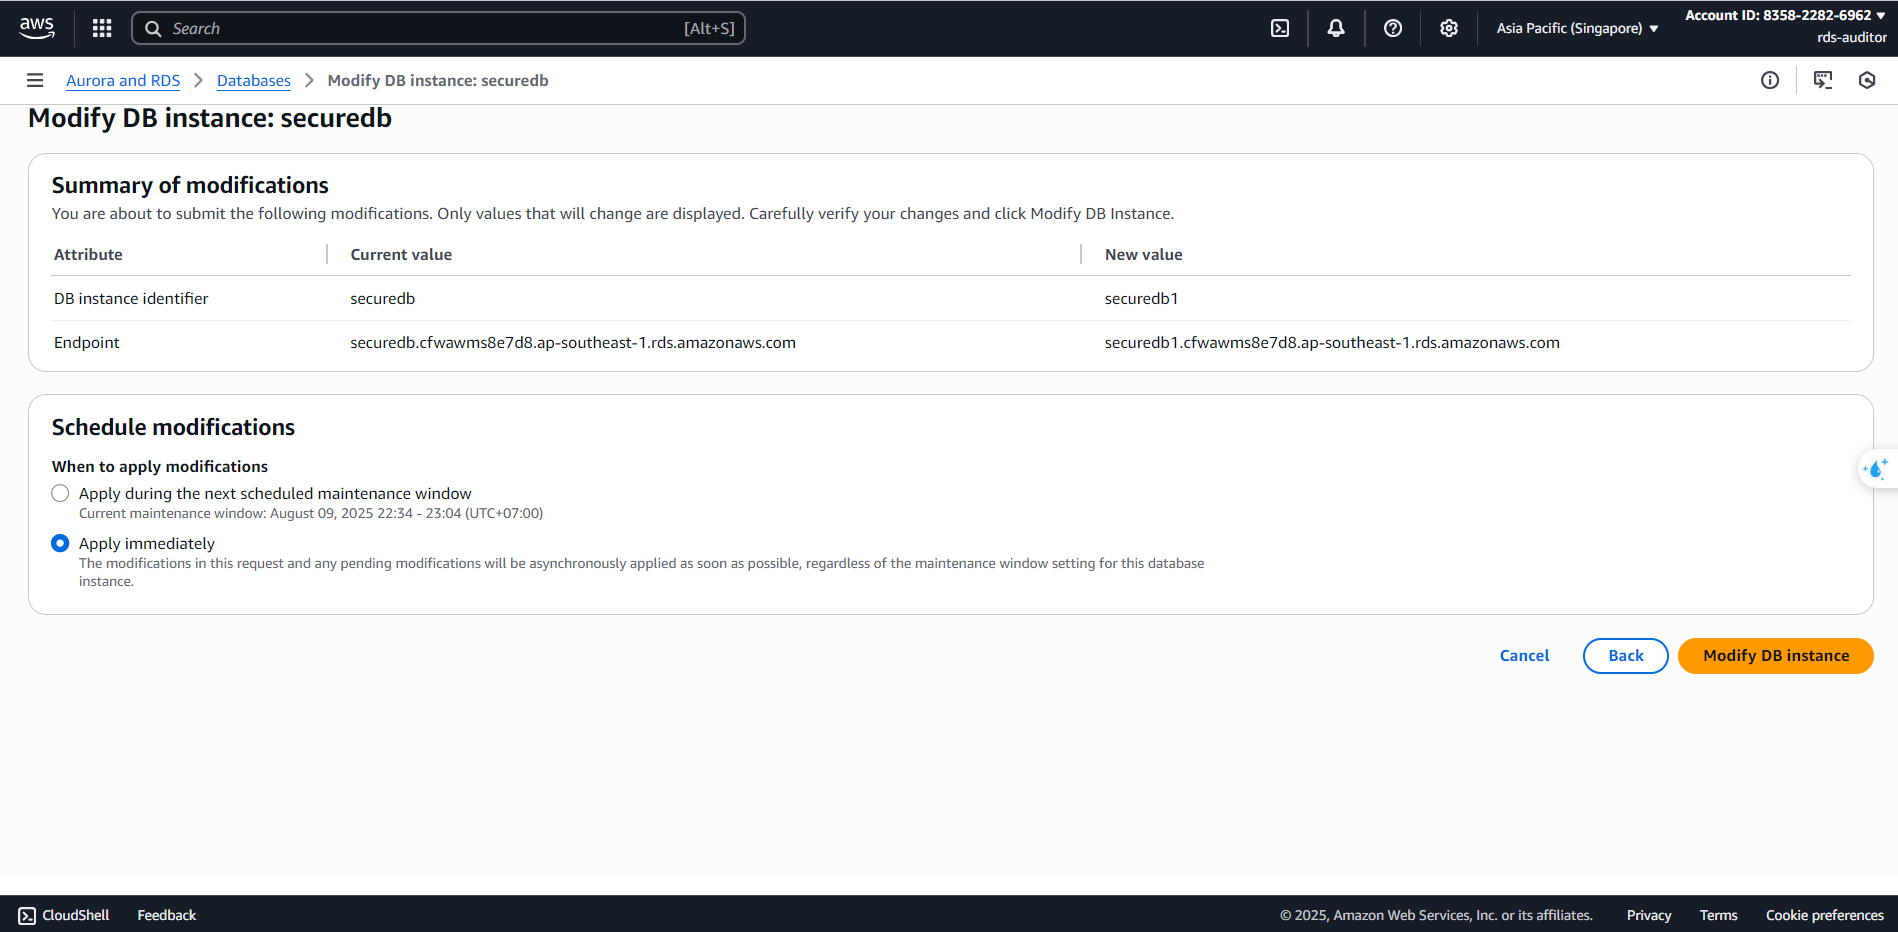 aws
Search [Alt+S]
Asia Pacific (Singapore)
Account ID: 8358-2282-6962
rds-auditor
Aurora and RDS
Databases
Modify DB instance: securedb
Modify DB instance: securedb
Summary of modifications
You are about to submit the following modifications. Only values that will change are displayed. Carefully verify your changes and click Modify DB Instance.
Attribute Current value New value
DB instance identifier securedb securedb1
Endpoint securedb.cfwawms8e7d8.ap-southeast-1.rds.amazonaws.com securedb1.cfwawms8e7d8.ap-southeast-1.rds.amazonaws.com
Schedule modifications
When to apply modifications
Apply during the next scheduled maintenance window
Current maintenance window: August 09, 2025 22:34 - 23:04 (UTC+07:00)
Apply immediately
The modifications in this request and any pending modifications will be asynchronously applied as soon as possible, regardless of the maintenance window setting for this database
instance.
Cancel Back Modify DB instance
CloudShell Feedback © 2025, Amazon Web Services, Inc. or its affiliates. Privacy Terms Cookie preferences